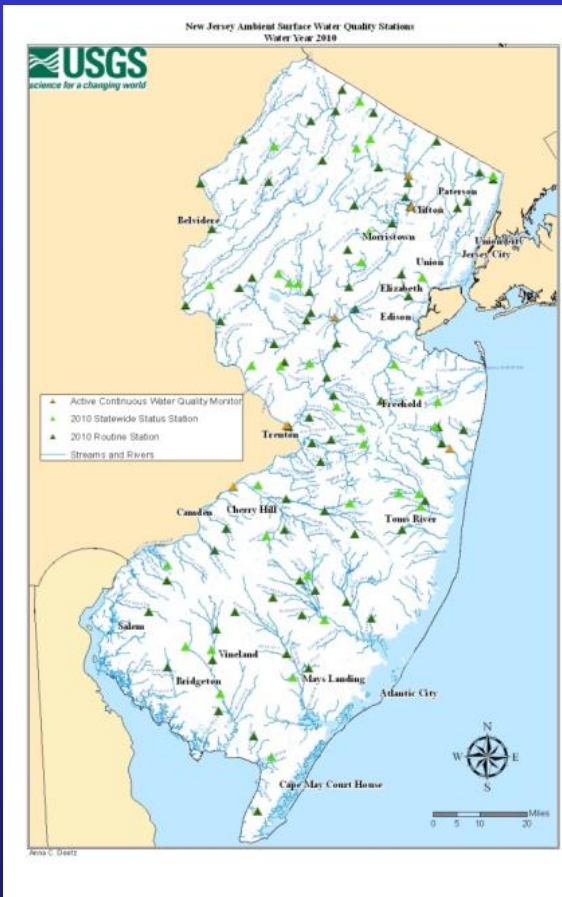 New Jersey Ambient Surface Water Quality Stations
Water Year 2010
USGS
science for a changing world
Paterson
Belvidere
Clifton
Morristown
Jersey City
Union
Elizabeth
Edison
Active Continuous Water Quality Monitor
2010 Statewide Status Station
2010 Routine Station
Streams and Rivers
Freehold
Trenton
Camden
Cherry Hill
Toms River
Salem
Vineland
Bridgeton
Mays Landing
Atlantic City
N
W
E
S
Cape May Court House
Miles
0 5 10 20
Anna C. Deetz